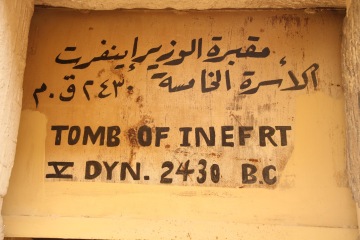 مقبرة الوزير إينفرت
الأسرة الخامسة ٢٤٣٠ ق.م
TOMB OF INEFRT
V DYN. 2430 B.C